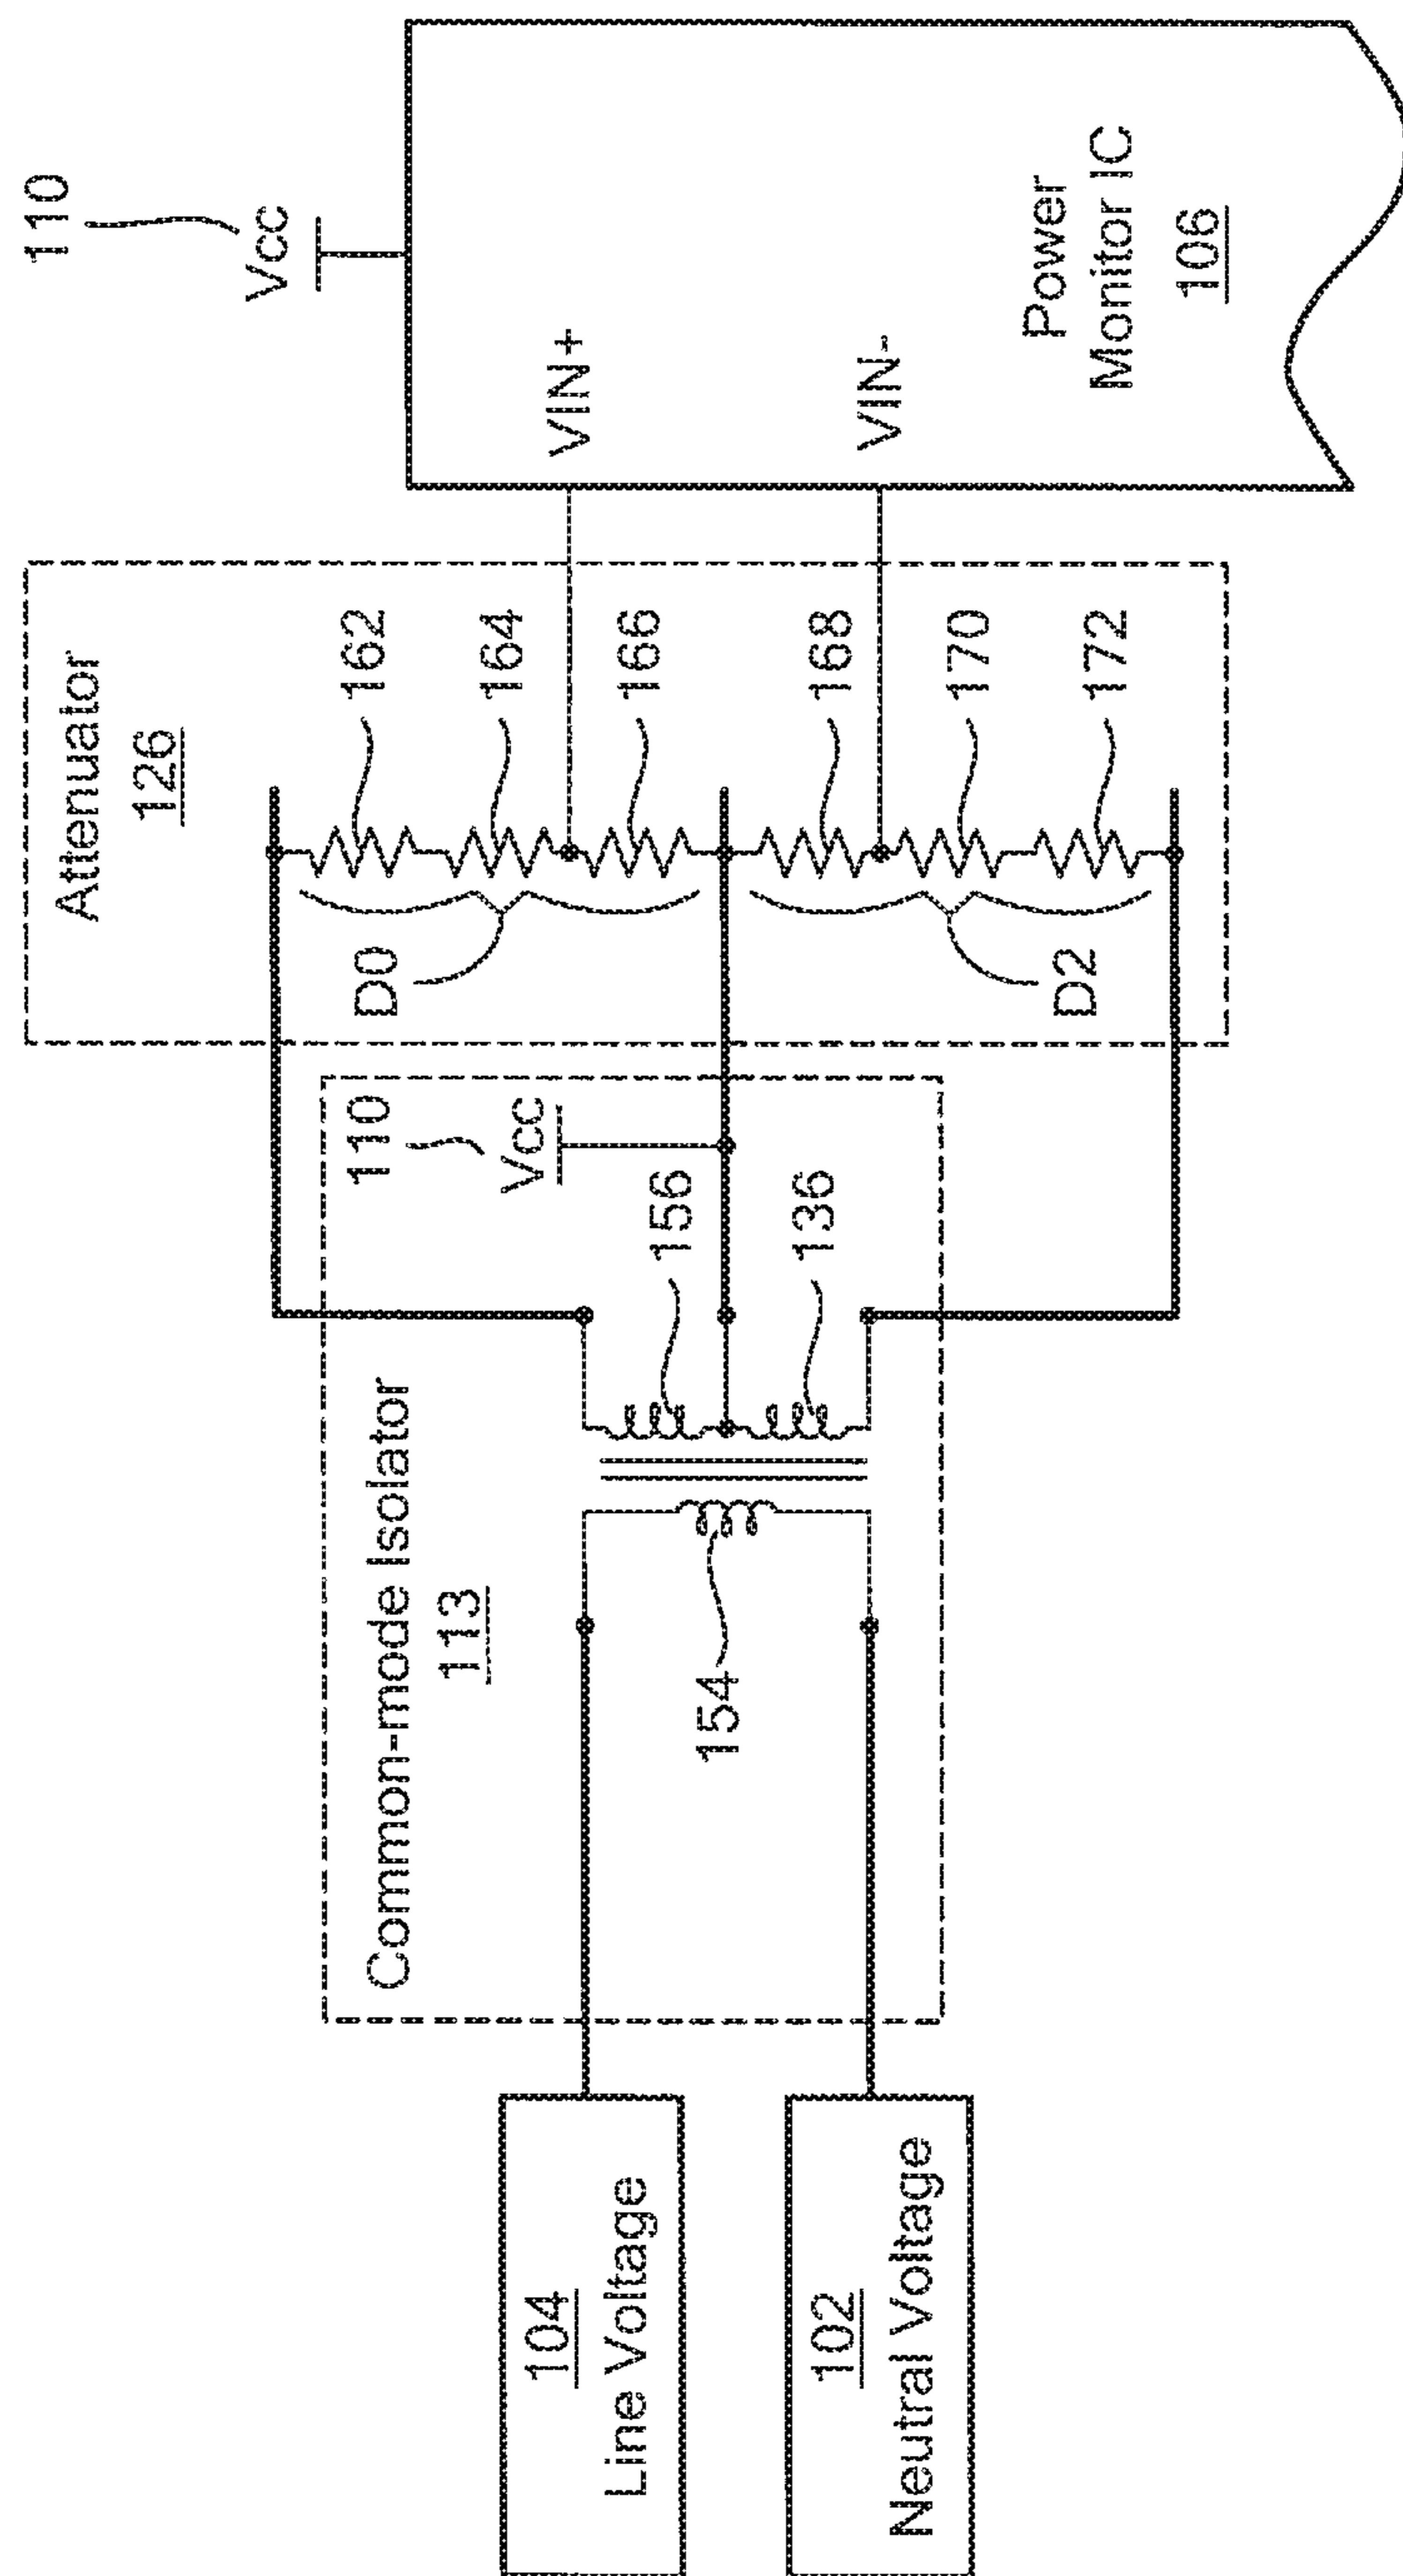 110
Vcc
Power
Monitor IC
106
VIN+
VIN-
Attenuator
126
162
164
166
168
170
172
D0
D2
Common-mode Isolator
113
110
Vcc
156
136
154
104
Line Voltage
102
Neutral Voltage